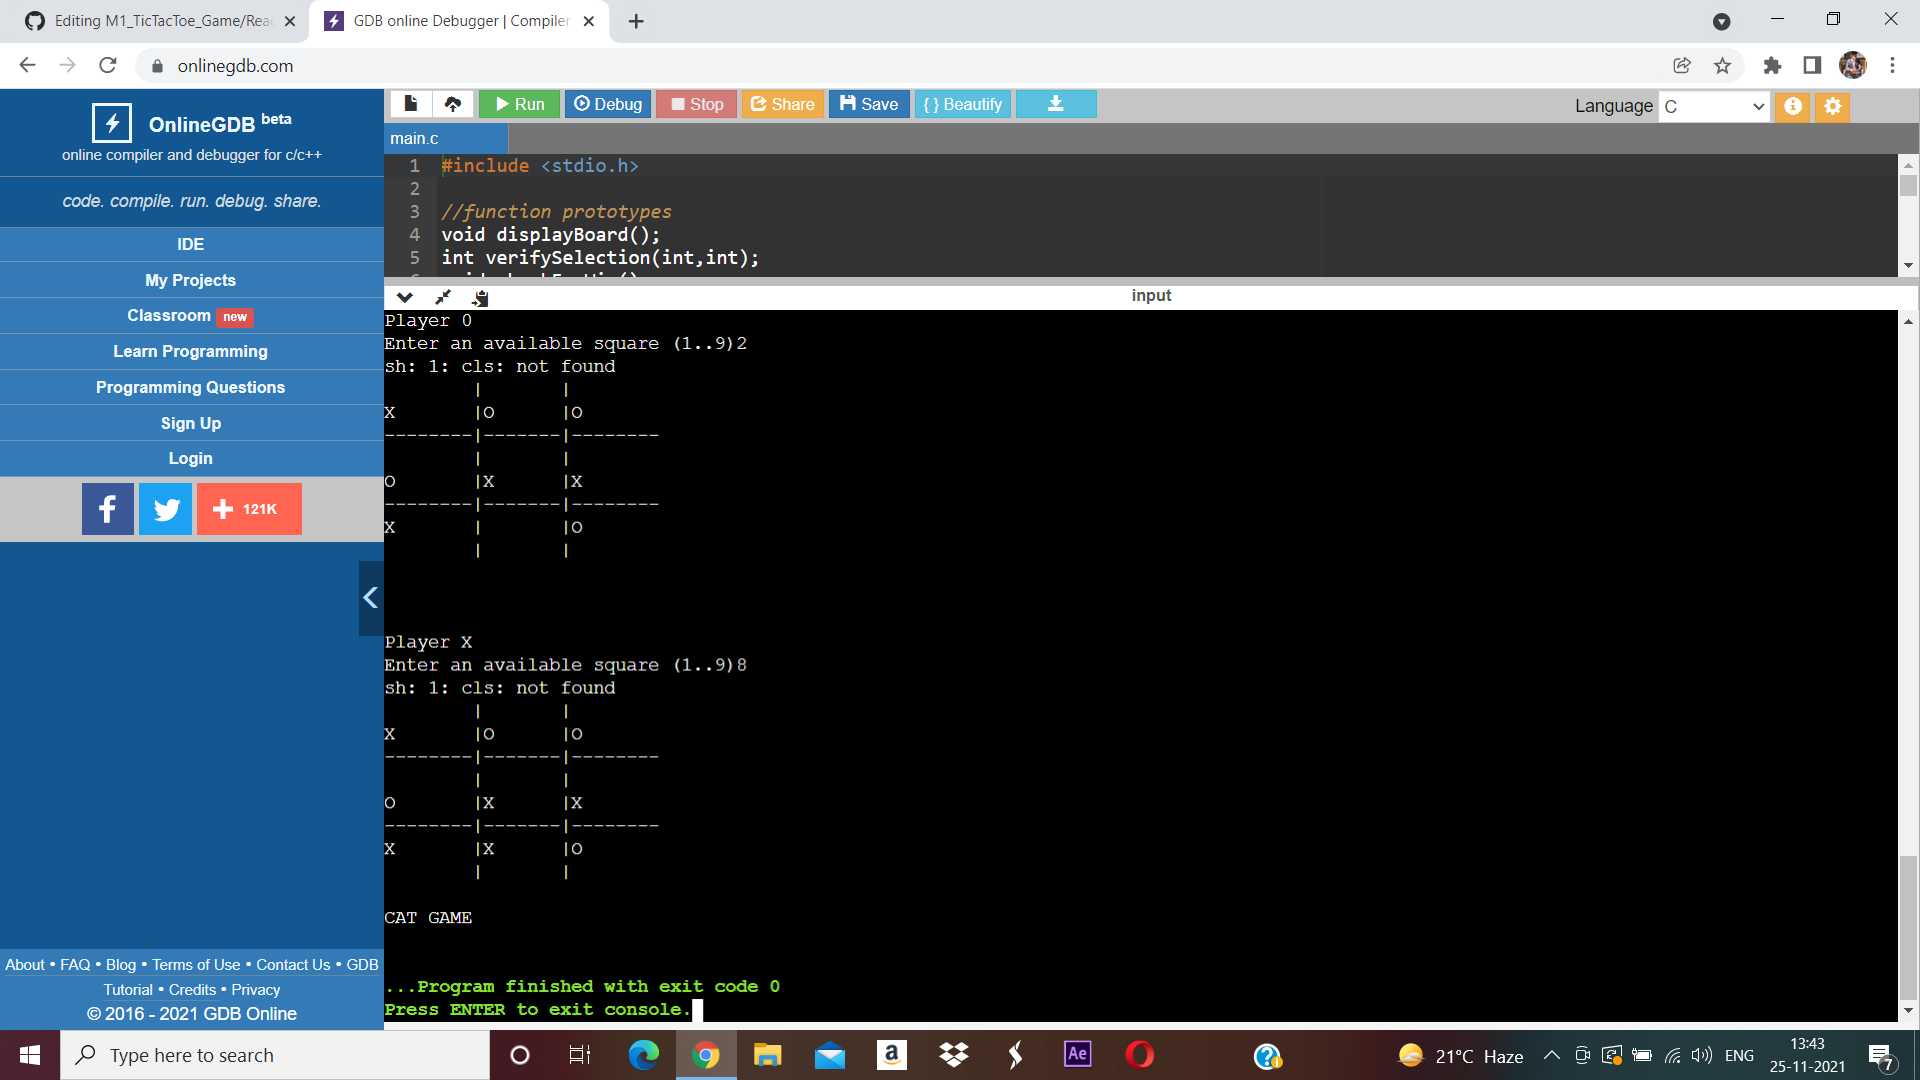 Editing M1_TicTacToe_Game/Rea
GDB online Debugger | Compiler
onlinegdb.com
OnlineGDB beta
online compiler and debugger for c/c++
code. compile. run. debug. share.
IDE
My Projects
Classroom new
Learn Programming
Programming Questions
Sign Up
Login
121K
About • FAQ • Blog • Terms of Use • Contact Us • GDB
Tutorial • Credits • Privacy
© 2016 - 2021 GDB Online
Run Debug Stop Share Save { } Beautify
Language C
main.c
1 #include <stdio.h>
2
3 //function prototypes
4 void displayBoard();
5 int verifySelection(int,int);
input
Player 0
Enter an available square (1..9)2
sh: 1: cls: not found
        |       |
X       |O      |O
--------|-------|--------
        |       |
O       |X      |X
--------|-------|--------
X       |       |O
        |       |
Player X
Enter an available square (1..9)8
sh: 1: cls: not found
        |       |
X       |O      |O
--------|-------|--------
        |       |
O       |X      |X
--------|-------|--------
X       |X      |O
        |       |
CAT GAME
...Program finished with exit code 0
Press ENTER to exit console.
Type here to search
a
Ae
21°C Haze
ENG
13:43
25-11-2021
7